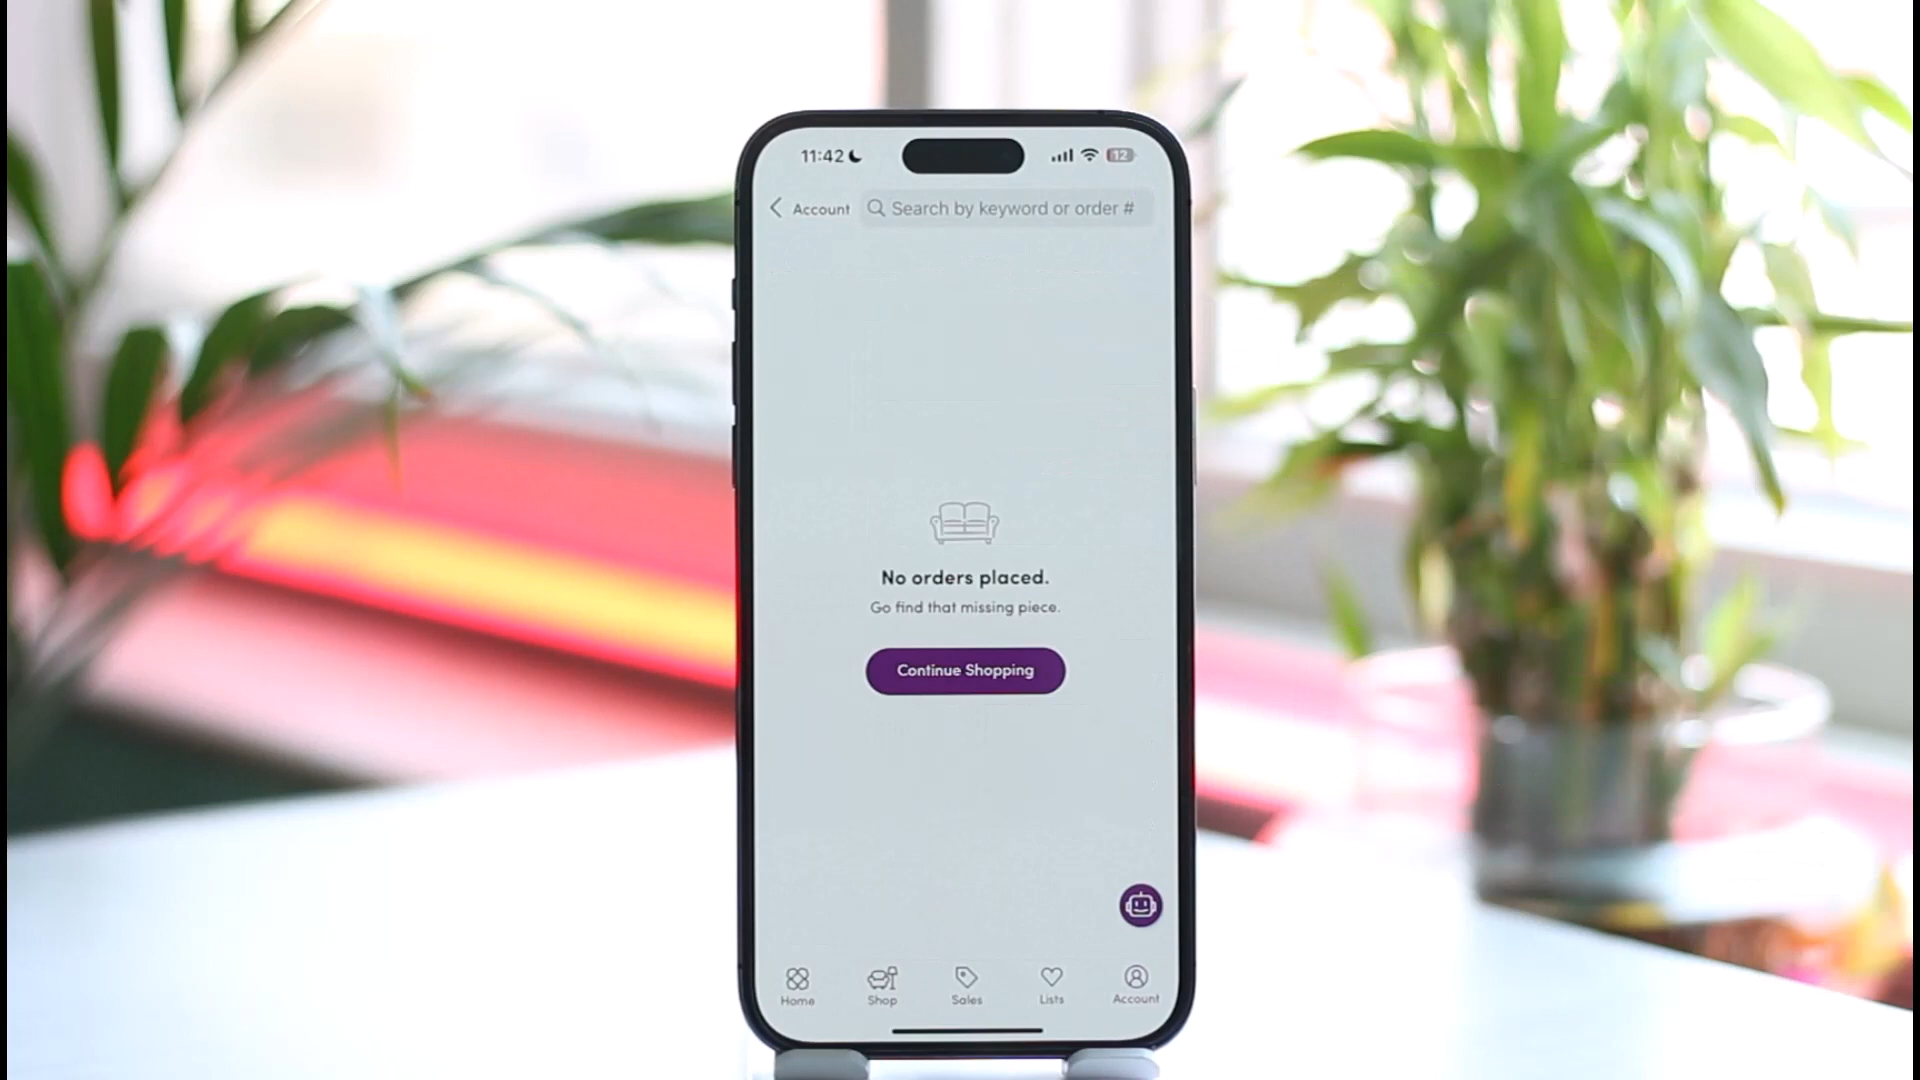 11:42
12
Account
Search by keyword or order #
No orders placed.
Go find that missing piece.
Continue Shopping
Home
Shop
Sales
Lists
Account